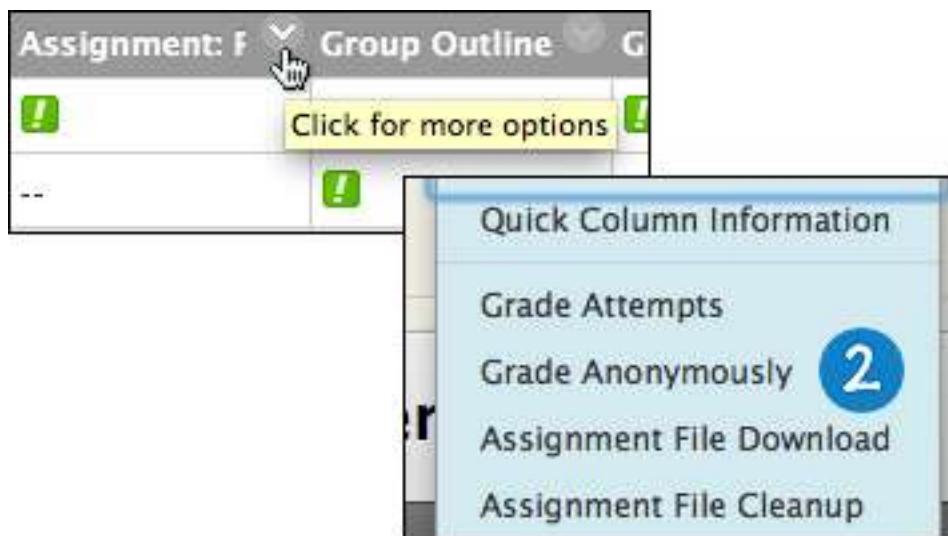 Assignment: F Group Outline G
Click for more options
--
Quick Column Information
Grade Attempts
Grade Anonymously 2
Assignment File Download
Assignment File Cleanup
er